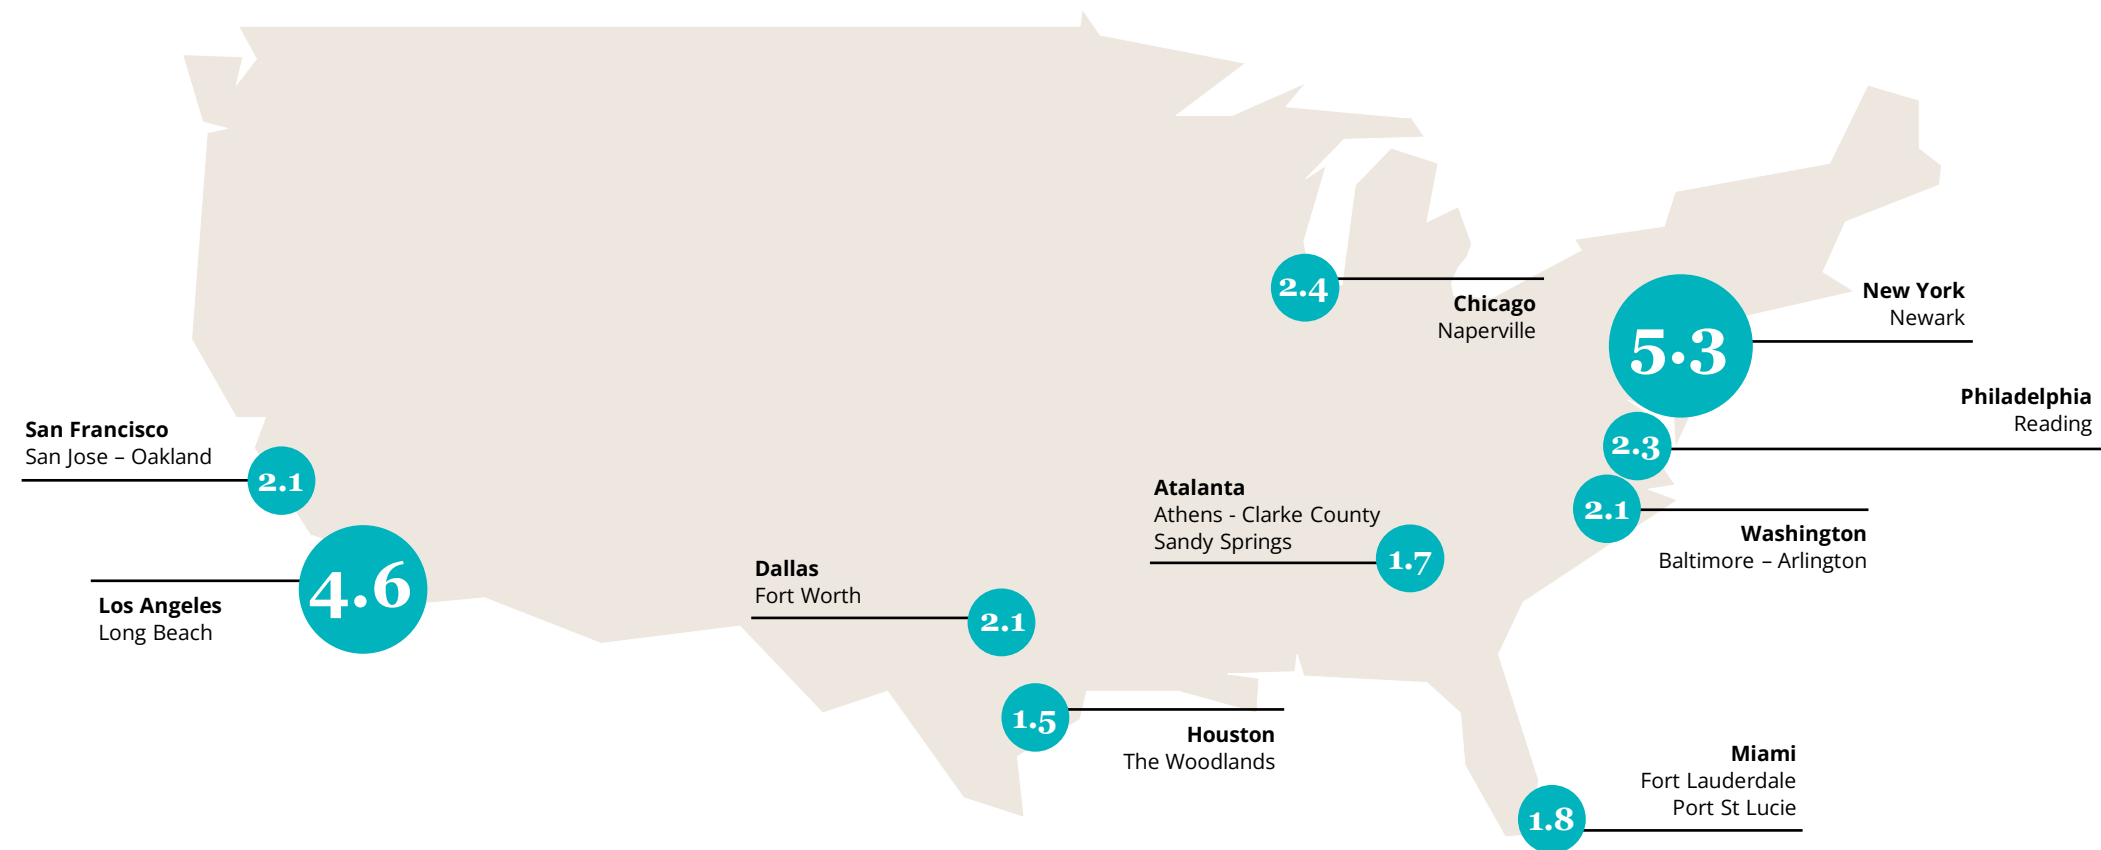 2.4
Chicago
Naperville
New York
Newark
5.3
Philadelphia
Reading
2.3
San Francisco
San Jose – Oakland
2.1
Atalanta
Athens - Clarke County
Sandy Springs
1.7
2.1
Washington
Baltimore – Arlington
4.6
Los Angeles
Long Beach
Dallas
Fort Worth
2.1
1.5
Houston
The Woodlands
Miami
Fort Lauderdale
Port St Lucie
1.8